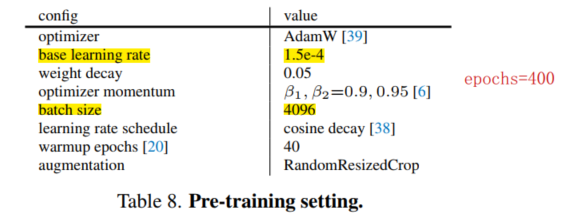 config value
optimizer AdamW [39]
base learning rate 1.5e-4
weight decay 0.05
optimizer momentum β₁, β₂=0.9, 0.95 [6]
batch size 4096
learning rate schedule cosine decay [38]
warmup epochs [20] 40
augmentation RandomResizedCrop
epochs=400
Table 8. Pre-training setting.